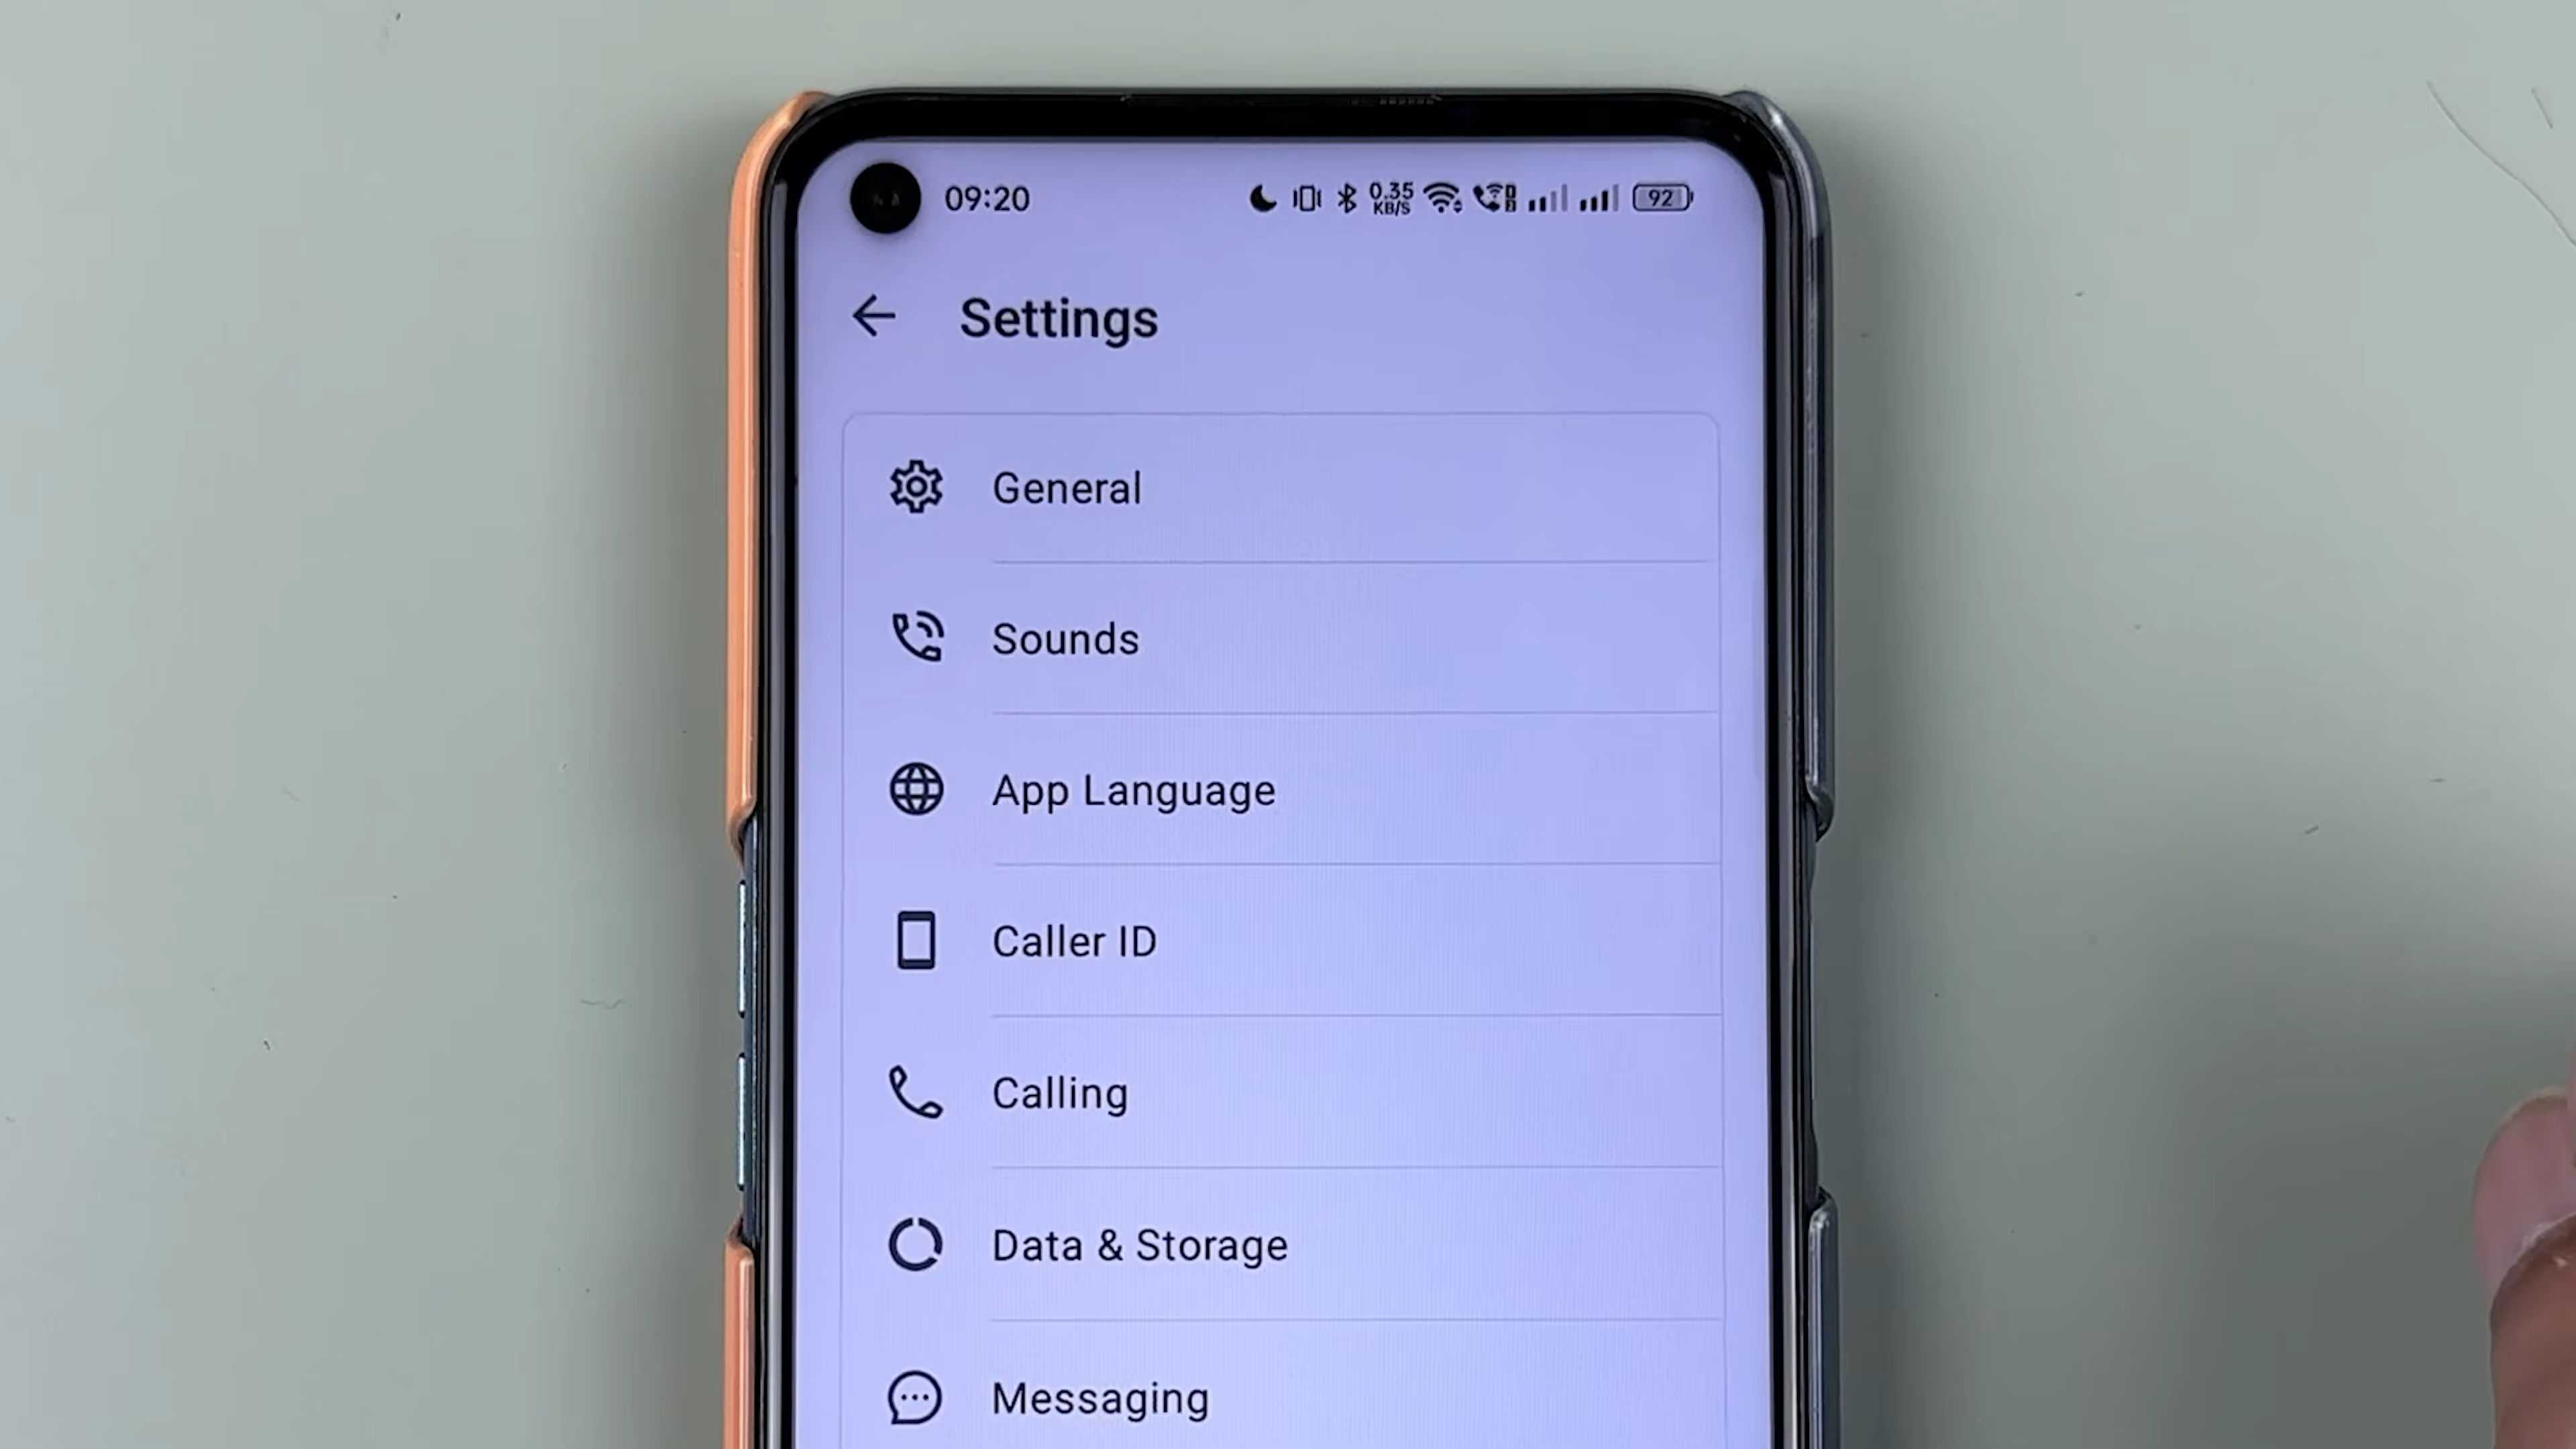 09:20 0.35 KB/S 92
Settings
General
Sounds
App Language
Caller ID
Calling
Data & Storage
Messaging